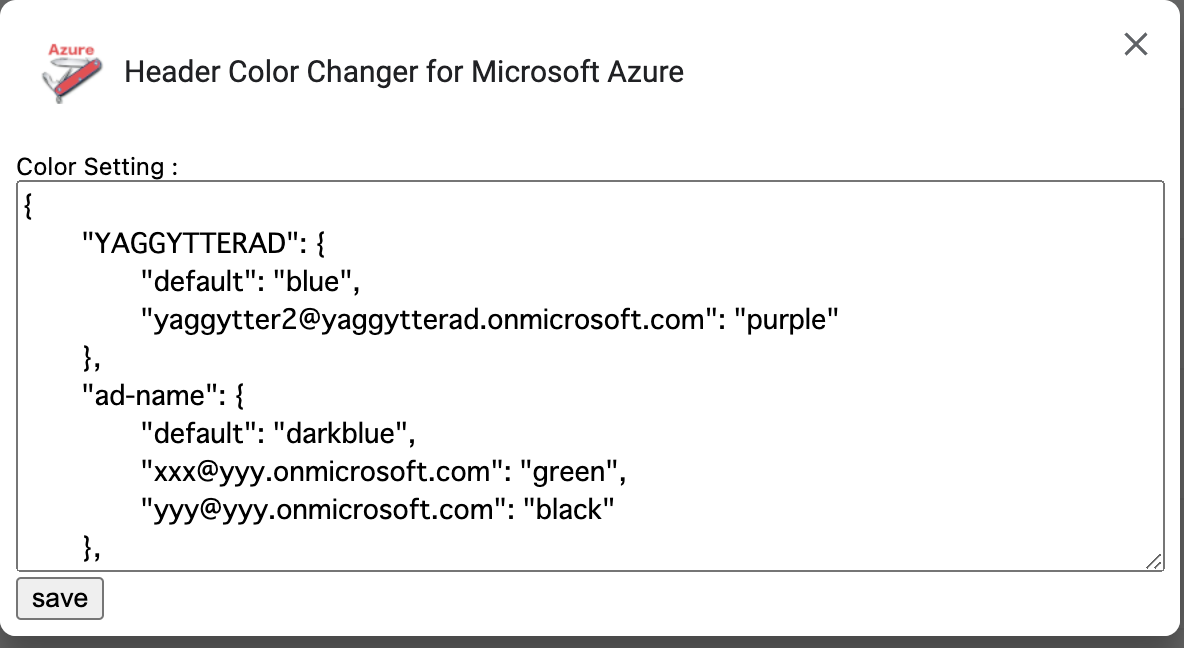 Azure
Header Color Changer for Microsoft Azure
Color Setting :
{
"YAGGYTTERAD": {
"default": "blue",
"yaggytter2@yaggytterad.onmicrosoft.com": "purple"
},
"ad-name": {
"default": "darkblue",
"xxx@yyy.onmicrosoft.com": "green",
"yyy@yyy.onmicrosoft.com": "black"
},
save